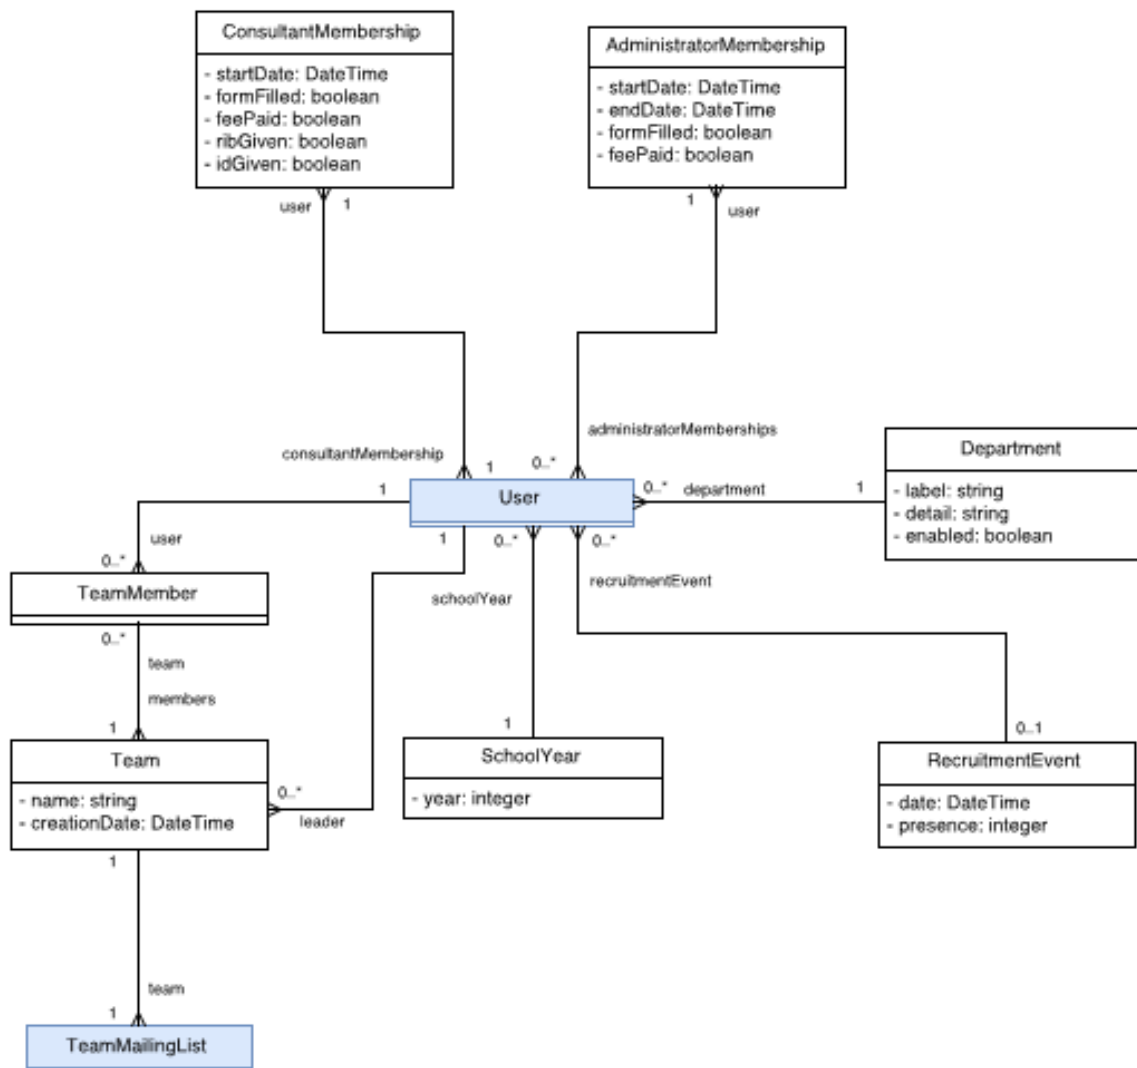 ConsultantMembership
- startDate: DateTime
- formFilled: boolean
- feePaid: boolean
- ribGiven: boolean
- idGiven: boolean
AdministratorMembership
- startDate: DateTime
- endDate: DateTime
- formFilled: boolean
- feePaid: boolean
user
1
1
user
consultantMembership
1
administratorMemberships
0..*
User
1
user
0..*
TeamMember
0..*
team
members
1
1
0..*
schoolYear
0..*
recruitmentEvent
0..*
department
1
Department
- label: string
- detail: string
- enabled: boolean
Team
- name: string
- creationDate: DateTime
0..*
leader
1
SchoolYear
- year: integer
0..1
RecruitmentEvent
- date: DateTime
- presence: integer
1
team
1
TeamMailingList